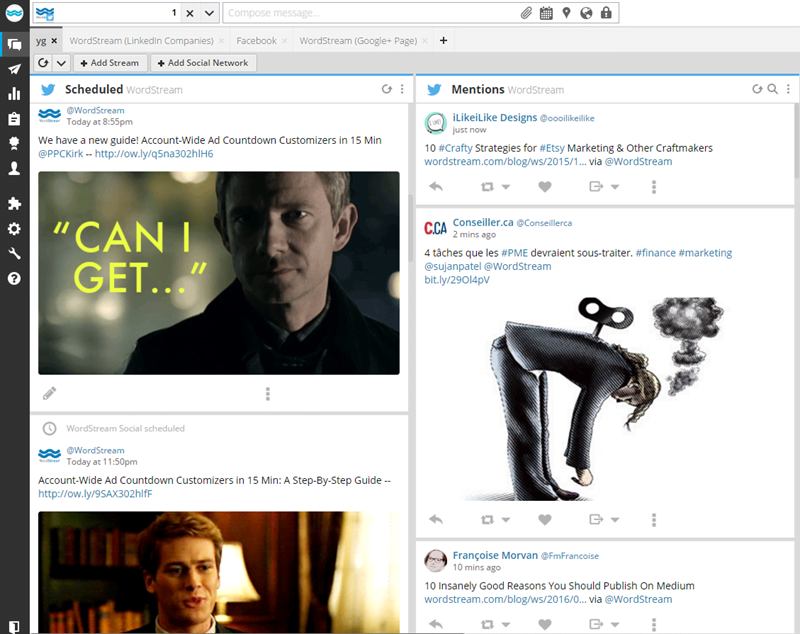 1
Compose message...
yg
WordStream (LinkedIn Companies)
Facebook
WordStream (Google+ Page)
Add Stream
Add Social Network
Scheduled WordStream
@WordStream
Today at 8:55pm
We have a new guide! Account-Wide Ad Countdown Customizers in 15 Min
@PPCKirk -- http://ow.ly/q5na302hlH6
“CAN I
GET...”
WordStream Social scheduled
@WordStream
Today at 11:50pm
Account-Wide Ad Countdown Customizers in 15 Min: A Step-By-Step Guide --
http://ow.ly/9SAX302hlfF
Mentions WordStream
iLikeiLike Designs @oooilikeilike
just now
10 #Crafty Strategies for #Etsy Marketing & Other Craftmakers
wordstream.com/blog/ws/2015/1... via @WordStream
C.CA
Conseiller.ca @Conseillerca
2 mins ago
4 tâches que les #PME devraient sous-traiter. #finance #marketing
@sujanpatel @WordStream
bit.ly/29Ol4pV
Françoise Morvan @FmFrancoise
10 mins ago
10 Insanely Good Reasons You Should Publish On Medium
wordstream.com/blog/ws/2016/0... via @WordStream